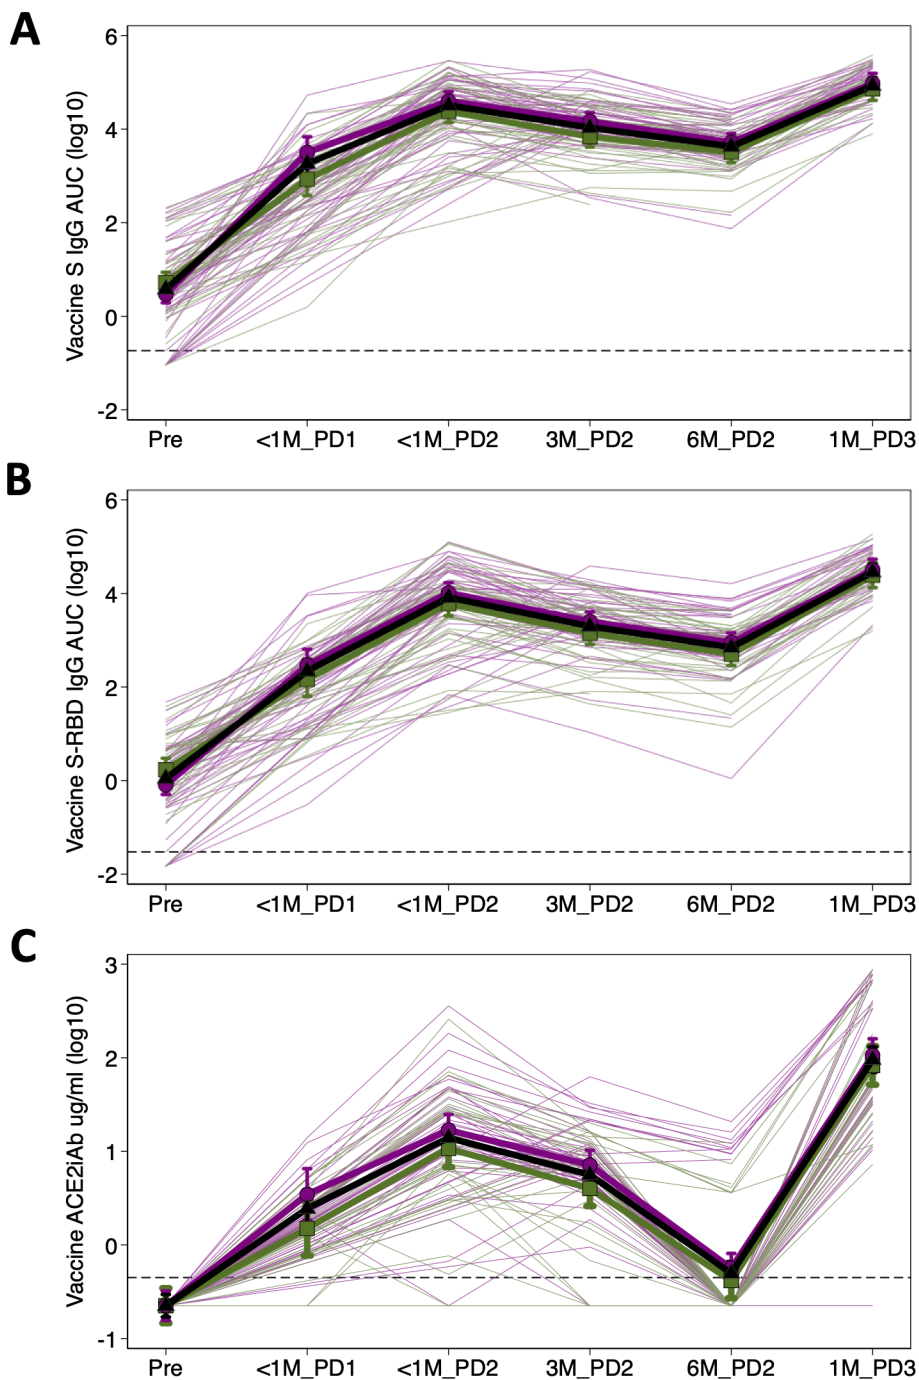 A
Vaccine S IgG AUC (log10)
6
4
2
0
-2
Pre <1M_PD1 <1M_PD2 3M_PD2 6M_PD2 1M_PD3
B
Vaccine S-RBD IgG AUC (log10)
6
4
2
0
-2
Pre <1M_PD1 <1M_PD2 3M_PD2 6M_PD2 1M_PD3
C
Vaccine ACE2iAb ug/ml (log10)
3
2
1
0
-1
Pre <1M_PD1 <1M_PD2 3M_PD2 6M_PD2 1M_PD3